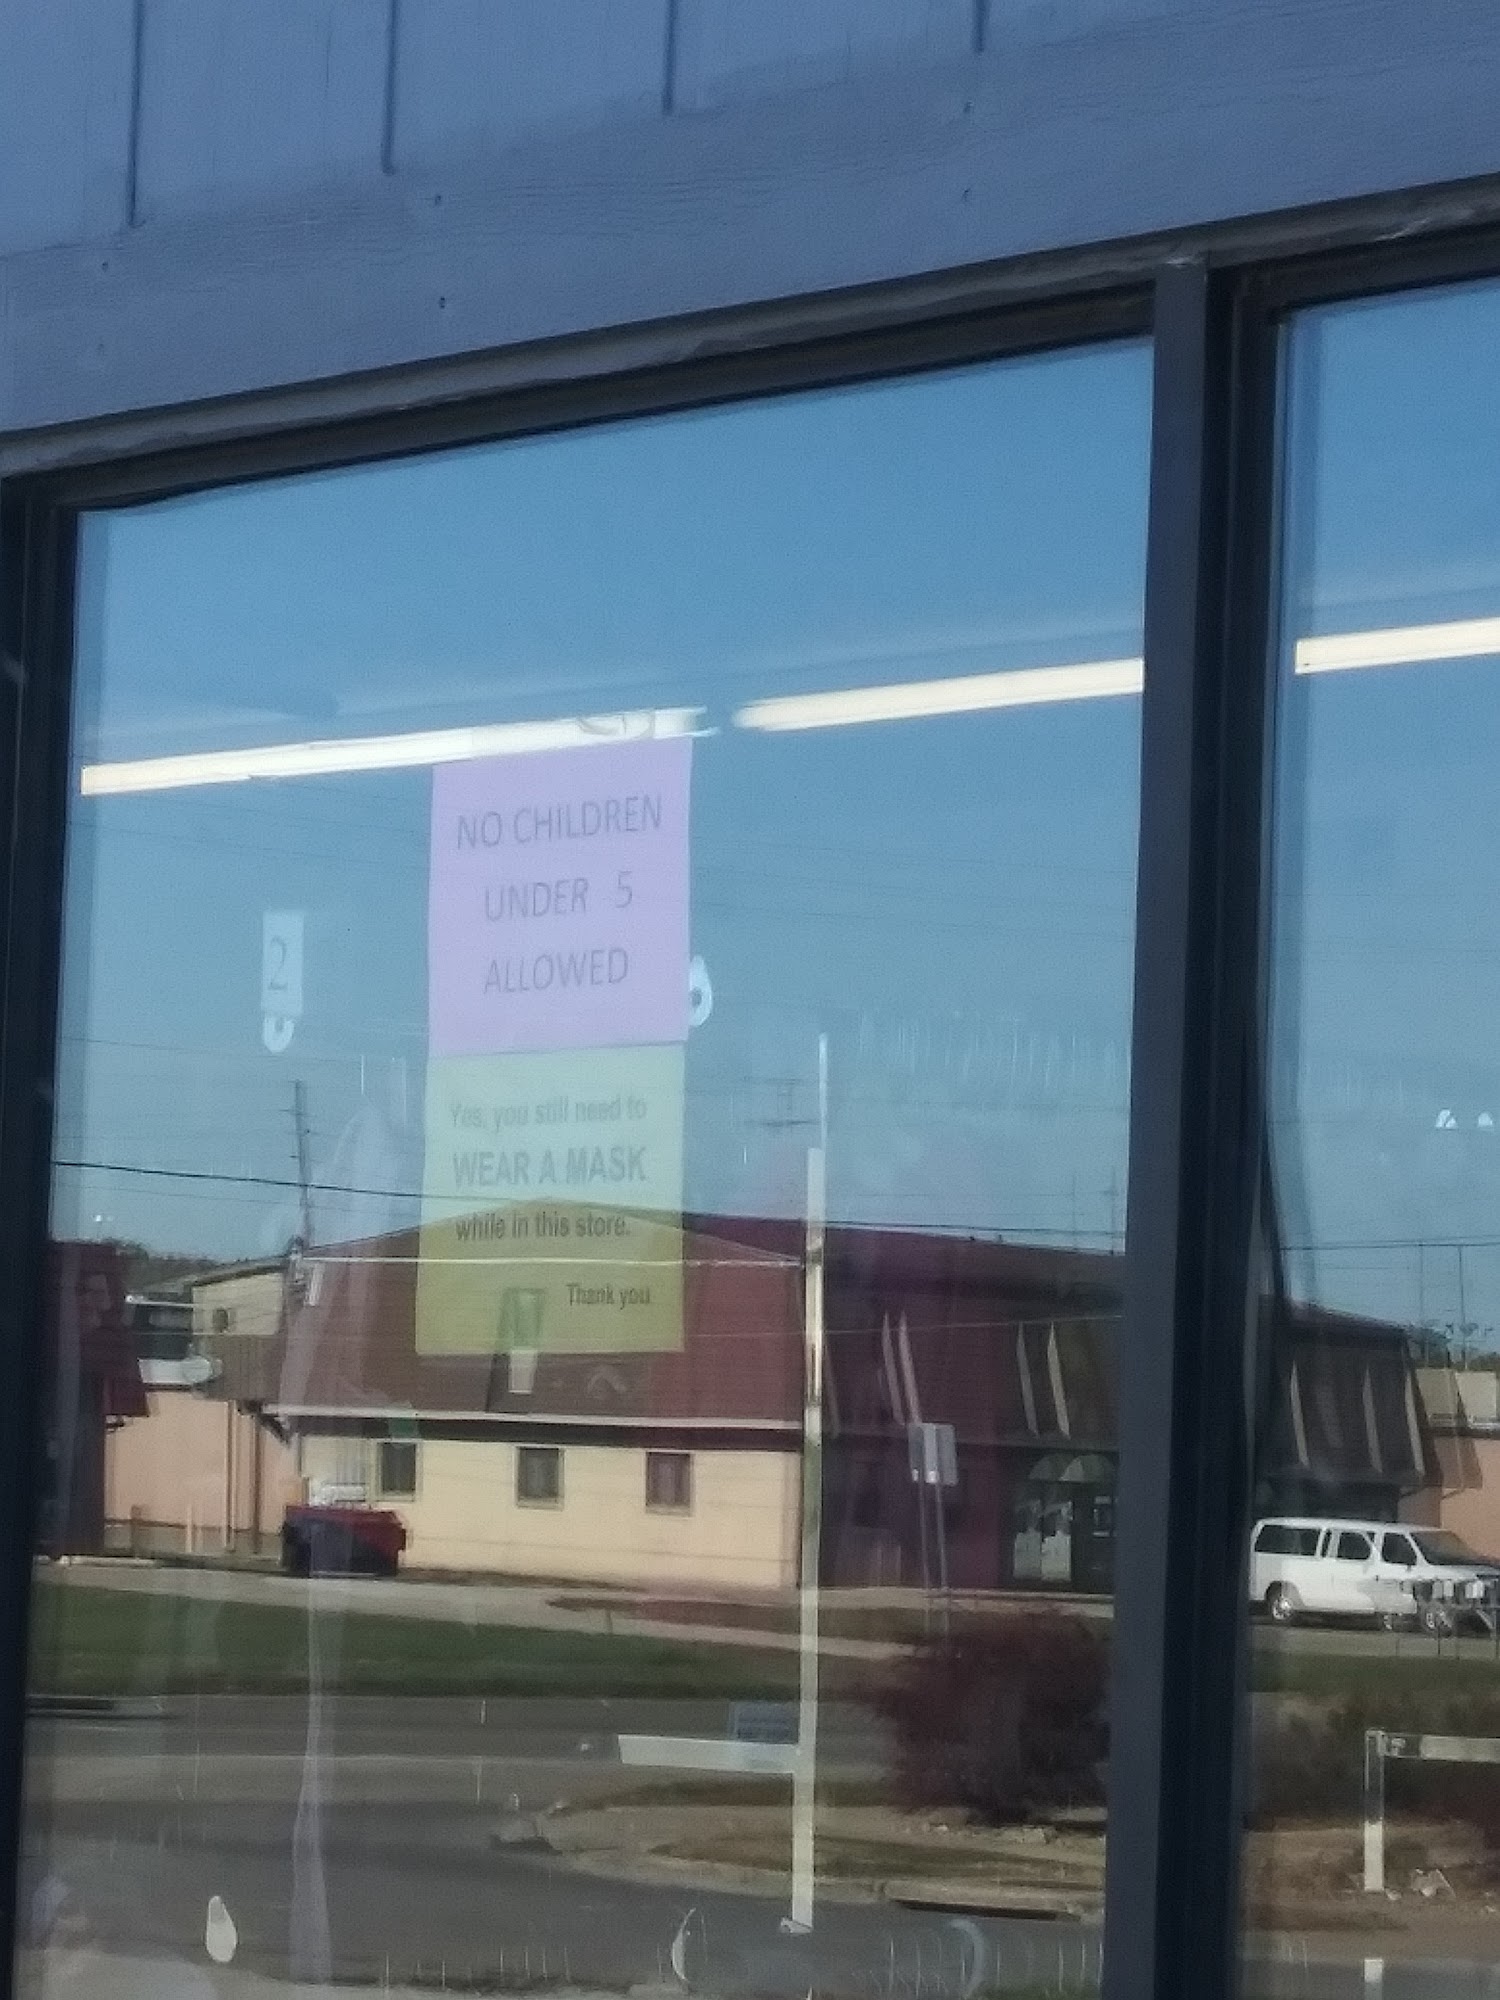 NO CHILDREN
UNDER 5
ALLOWED
2
Yes, you still need to
WEAR A MASK
while in this store.
Thank you